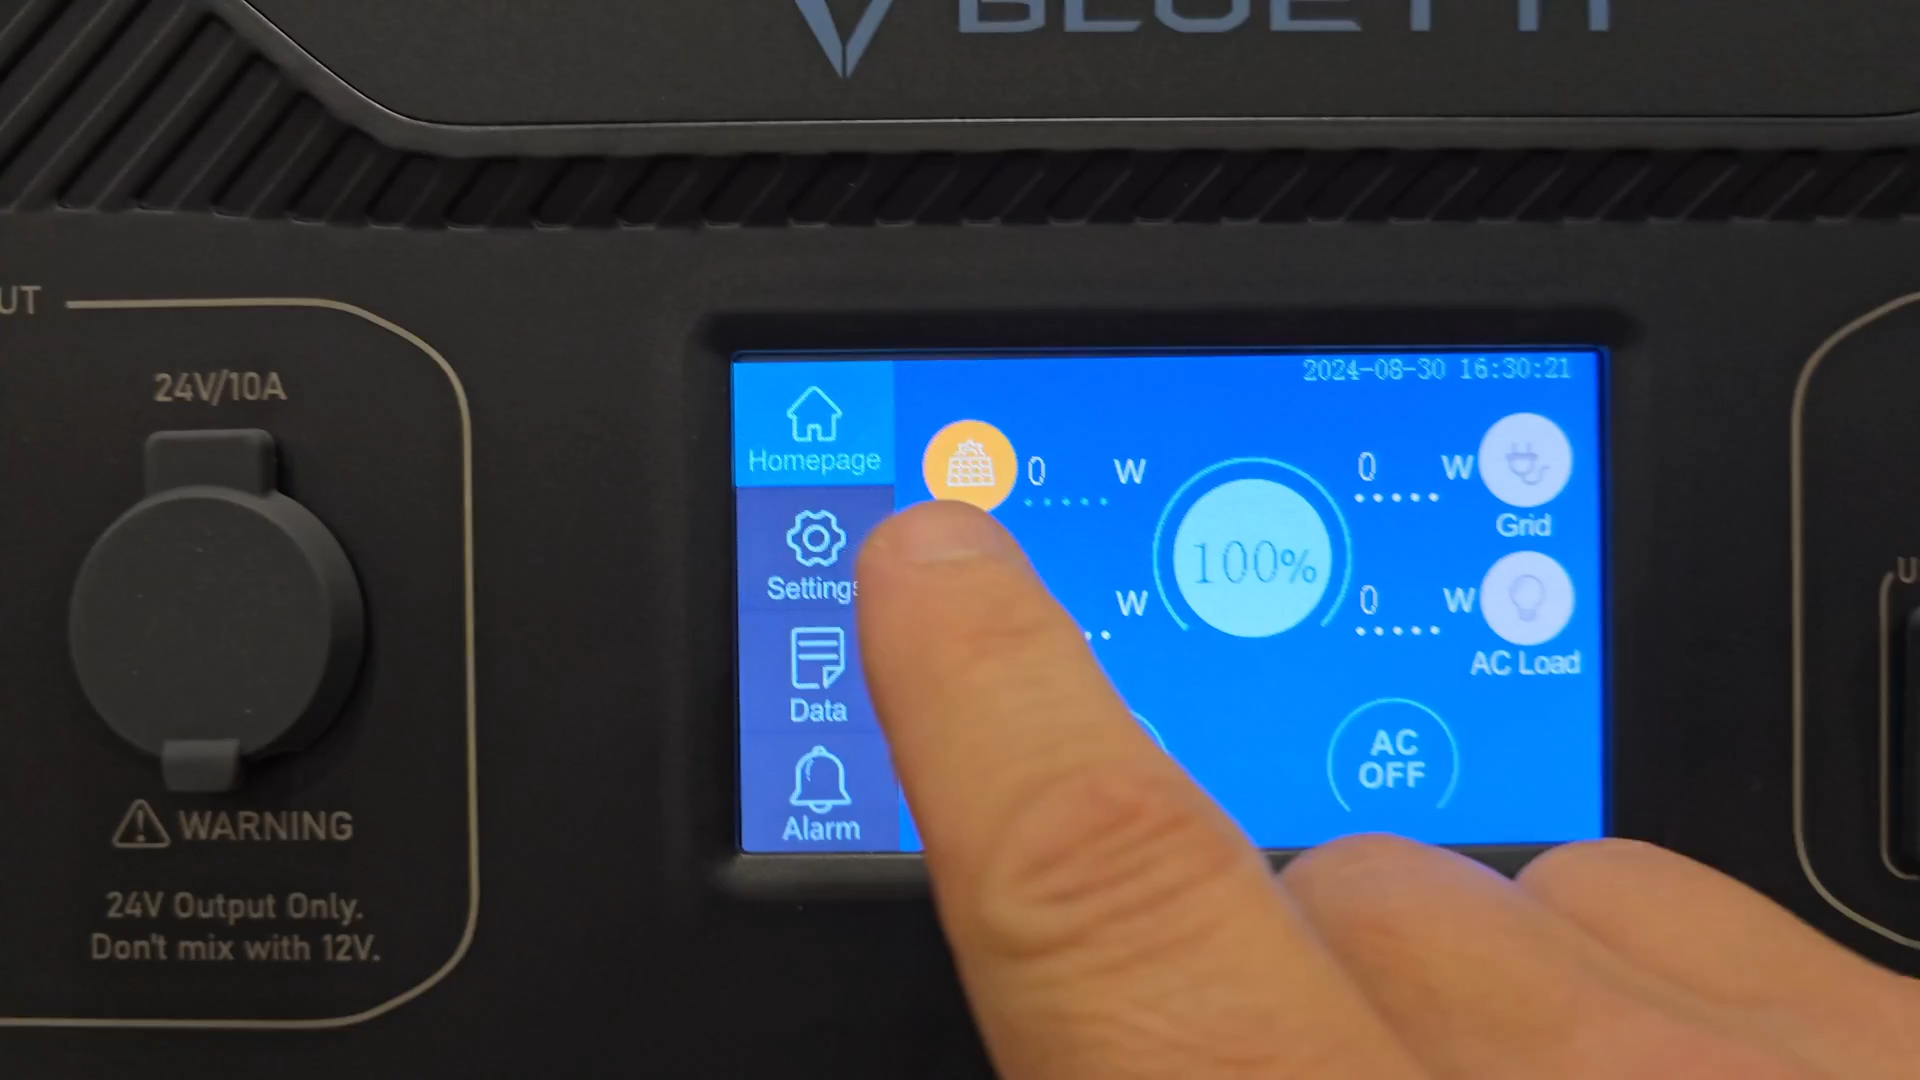 BLUETTI
UT
24V/10A
WARNING
24V Output Only.
Don't mix with 12V.
2024-08-30 16:30:21
Homepage
Settings
Data
Alarm
0 W
W
100%
0 W
Grid
0 W
AC Load
AC
OFF
U